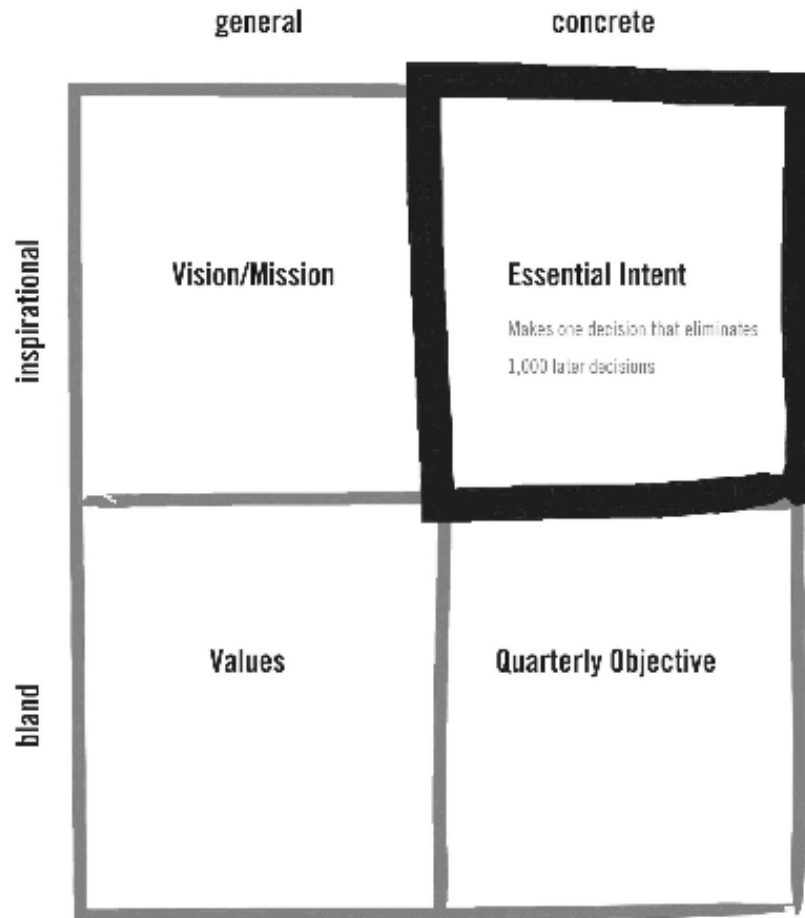 general
concrete
inspirational
Vision/Mission
Essential Intent
Makes one decision that eliminates
1,000 later decisions
bland
Values
Quarterly Objective